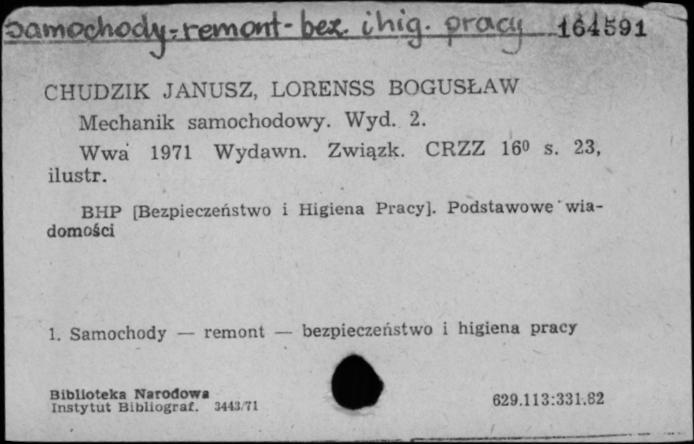 samochody - remont - bez. i hig. pracy 164591
CHUDZIK JANUSZ, LORENSS BOGUSŁAW
Mechanik samochodowy. Wyd. 2.
Wwa 1971 Wydawn. Związk. CRZZ 16⁰ s. 23,
ilustr.
BHP [Bezpieczeństwo i Higiena Pracy]. Podstawowe wia-
domości
1. Samochody — remont — bezpieczeństwo i higiena pracy
Biblioteka Narodowa
Instytut Bibliograf. 3443/71
629.113:331.82